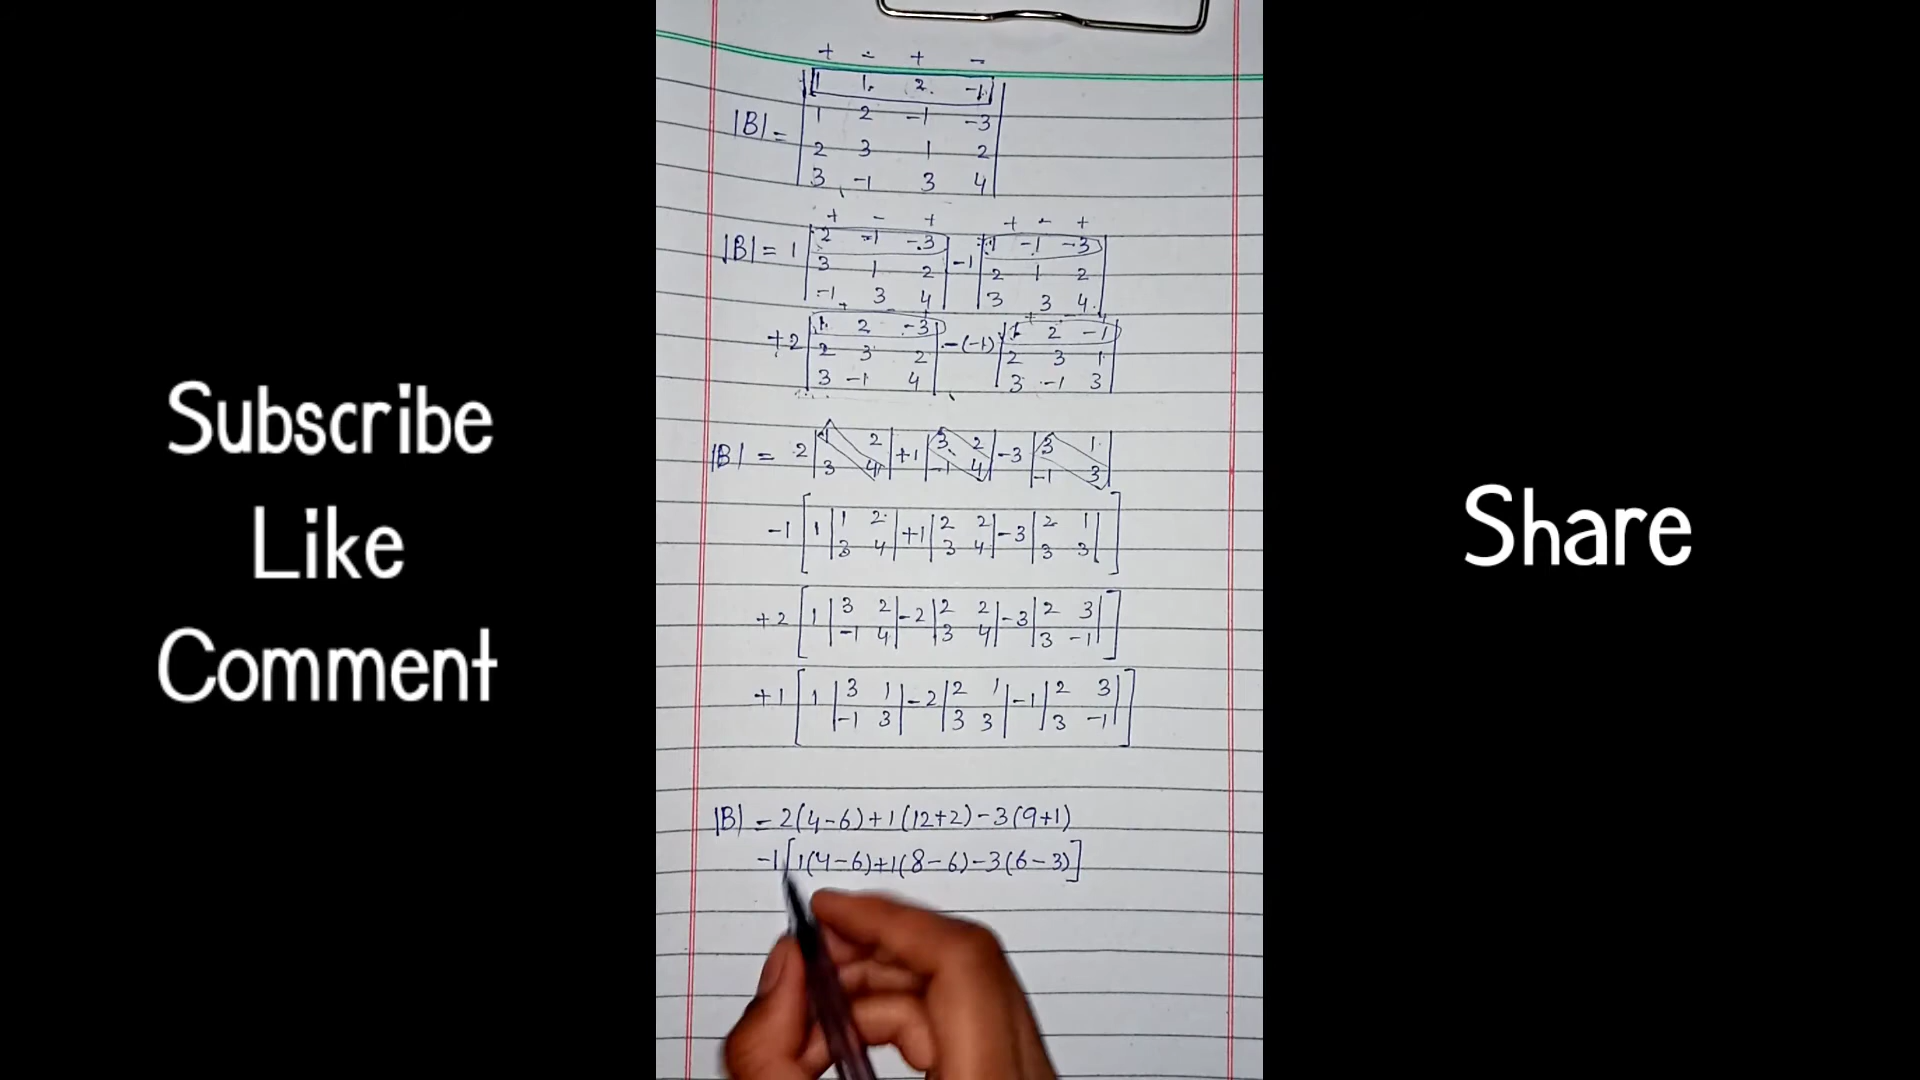 Subscribe
Like
Comment
+ - + -
1 1 2 -1
|B| = 1 2 -1 -3
2 3 1 2
3 -1 3 4
+ - + + - +
|B| = 1 | 2 -1 -3 | -1 | 1 -1 -3 |
3 1 2 2 1 2
-1 3 4 3 3 4
+2 | 1 2 -3 | -(-1) | 1 2 -1 |
2 3 2 2 3 1
3 -1 4 3 -1 3
|B| = 2 | 1 2 | +1 | 3 2 | -3 | 3 1 |
3 4 -1 4 -1 3
-1 [ 1 | 1 2 | +1 | 2 2 | -3 | 2 1 | ]
3 4 3 4 3 3
+2 [ 1 | 3 2 | -2 | 2 2 | -3 | 2 3 | ]
-1 4 3 4 3 -1
+1 [ 1 | 3 1 | -2 | 2 1 | -1 | 2 3 | ]
-1 3 3 3 3 -1
|B| = 2(4-6)+1(12+2)-3(9+1)
-1[1(4-6)+1(8-6)-3(6-3)]
Share